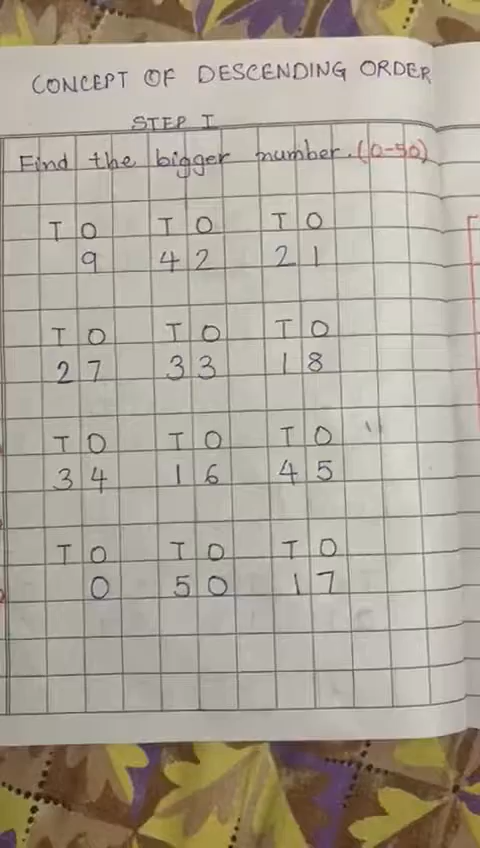 CONCEPT OF DESCENDING ORDER
STEP I
Find the bigger number. (0-50)
T O T O T O
9 4 2 2 1
T O T O T O
2 7 3 3 1 8
T O T O T O
3 4 1 6 4 5
T O T O T O
0 5 0 1 7